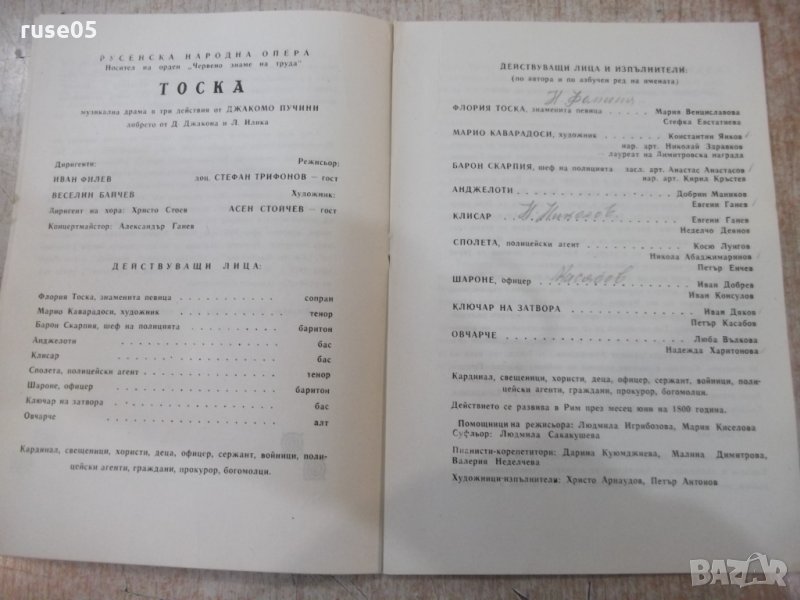 ruse05
РУСЕНСКА НАРОДНА ОПЕРА
Носител на орден „Червено знаме на труда"
ТОСКА
музикална драма в три действия от ДЖАКОМО ПУЧИНИ
либрето от Д. Джакоза и Л. Илика
Диригенти: Режисьор:
ИВАН ФИЛЕВ доц. СТЕФАН ТРИФОНОВ — гост
ВЕСЕЛИН БАЙЧЕВ Художник:
Диригент на хора: Христо Стоев АСЕН СТОЙЧЕВ — гост
Концертмайстор: Александър Ганев
ДЕЙСТВУВАЩИ ЛИЦА:
Флория Тоска, знаменита певица . . . . . . . . . . . сопран
Марио Каварадоси, художник . . . . . . . . . . . тенор
Барон Скарпия, шеф на полицията . . . . . . . . . . баритон
Анджелоти . . . . . . . . . . . . . . . бас
Клисар . . . . . . . . . . . . . . . . бас
Сполета, полицейски агент . . . . . . . . . . . . тенор
Шароне, офицер . . . . . . . . . . . . . . баритон
Ключар на затвора . . . . . . . . . . . . . . бас
Овчарче . . . . . . . . . . . . . . . . алт
Кардинал, свещеници, хористи, деца, офицер, сержант, войници, поли-
цейски агенти, граждани, прокурор, богомолци.
ДЕЙСТВУВАЩИ ЛИЦА И ИЗПЪЛНИТЕЛИ:
(по автора и по азбучен ред на имената)
ФЛОРИЯ ТОСКА, знаменита певица . . . . Мария Венциславова
Стефка Евстатиева
МАРИО КАВАРАДОСИ, художник . . . . Константин Янков
нар. арт. Николай Здравков
— лауреат на Димитровска награда
БАРОН СКАРПИЯ, шеф на полицията засл. арт. Анастас Анастасов
нар. арт. Кирил Кръстев
АНДЖЕЛОТИ . . . . . . . . . . . Добрин Маников
Евгени Ганев
КЛИСАР Н. Николов Евгени Ганев
Неделчо Деянов
СПОЛЕТА, полицейски агент . . . . . . . Косю Лунгов
Никола Абаджимаринов
Петър Енчев
ШАРОНЕ, офицер Касабов Иван Добрев
Иван Консулов
КЛЮЧАР НА ЗАТВОРА . . . . . . . . Иван Доков
Петър Касабов
ОВЧАРЧЕ . . . . . . . . . . . . Люба Вълкова
Надежда Харитонова
Кардинал, свещеници, хористи, деца, офицер, сержант, войници, поли-
цейски агенти, граждани, прокурор, богомолци.
Действието се развива в Рим през месец юни на 1800 година.
Помощници на режисьора: Людмила Игрибозова, Мария Киселова
Суфльор: Людмила Сакакушева
Пианисти-корепетитори: Дарина Куюмджиева, Малина Димитрова,
Валерия Неделчева
Художници-изпълнители: Христо Арнаудов, Петър Антонов
BAZAR